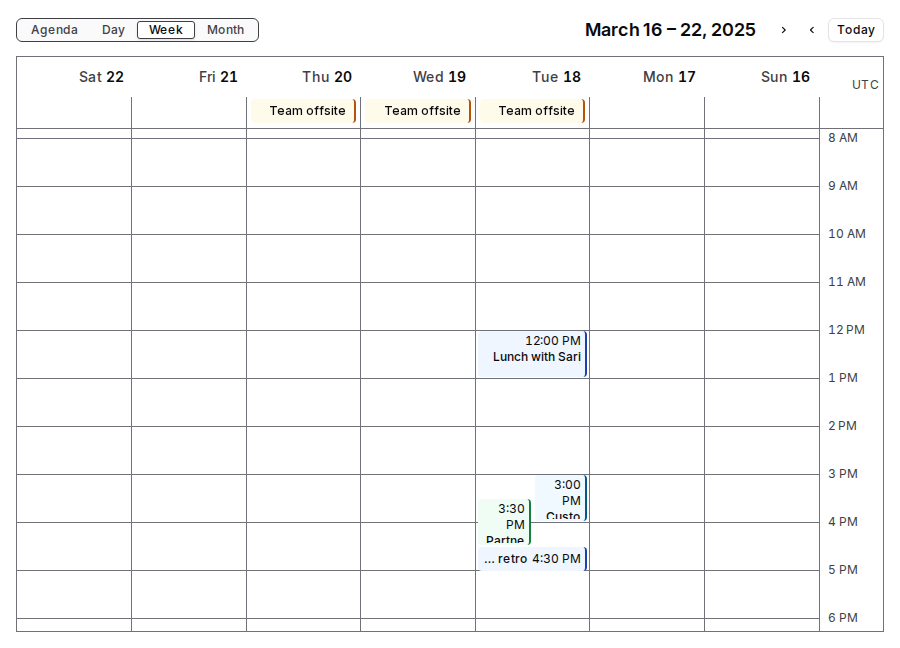 Agenda Day Week Month
March 16 – 22, 2025
Today
Sat 22 Fri 21 Thu 20 Wed 19 Tue 18 Mon 17 Sun 16
UTC
Team offsite Team offsite Team offsite
8 AM
9 AM
10 AM
11 AM
12 PM
12:00 PM
Lunch with Sari
1 PM
2 PM
3 PM
3:00
PM
Custo
3:30
PM
Partne
4 PM
... retro 4:30 PM
5 PM
6 PM